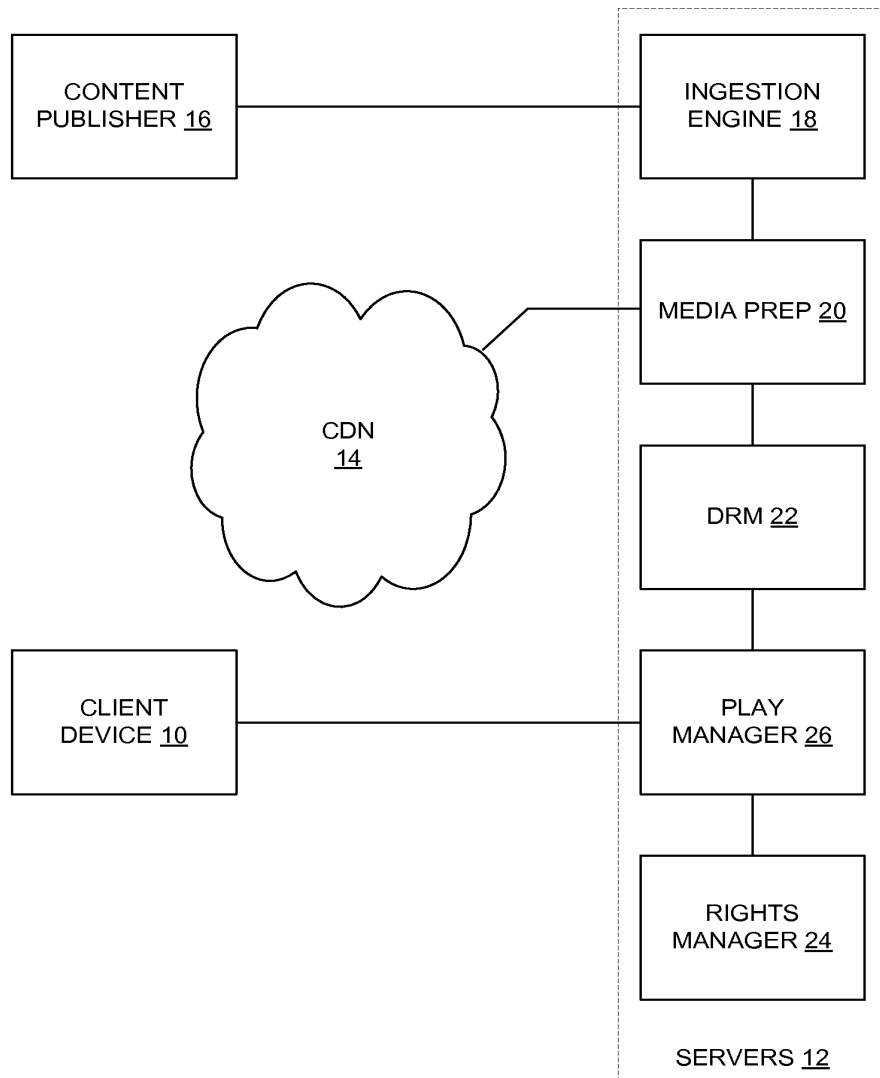 CONTENT
PUBLISHER 16
INGESTION
ENGINE 18
MEDIA PREP 20
CDN
14
DRM 22
CLIENT
DEVICE 10
PLAY
MANAGER 26
RIGHTS
MANAGER 24
SERVERS 12